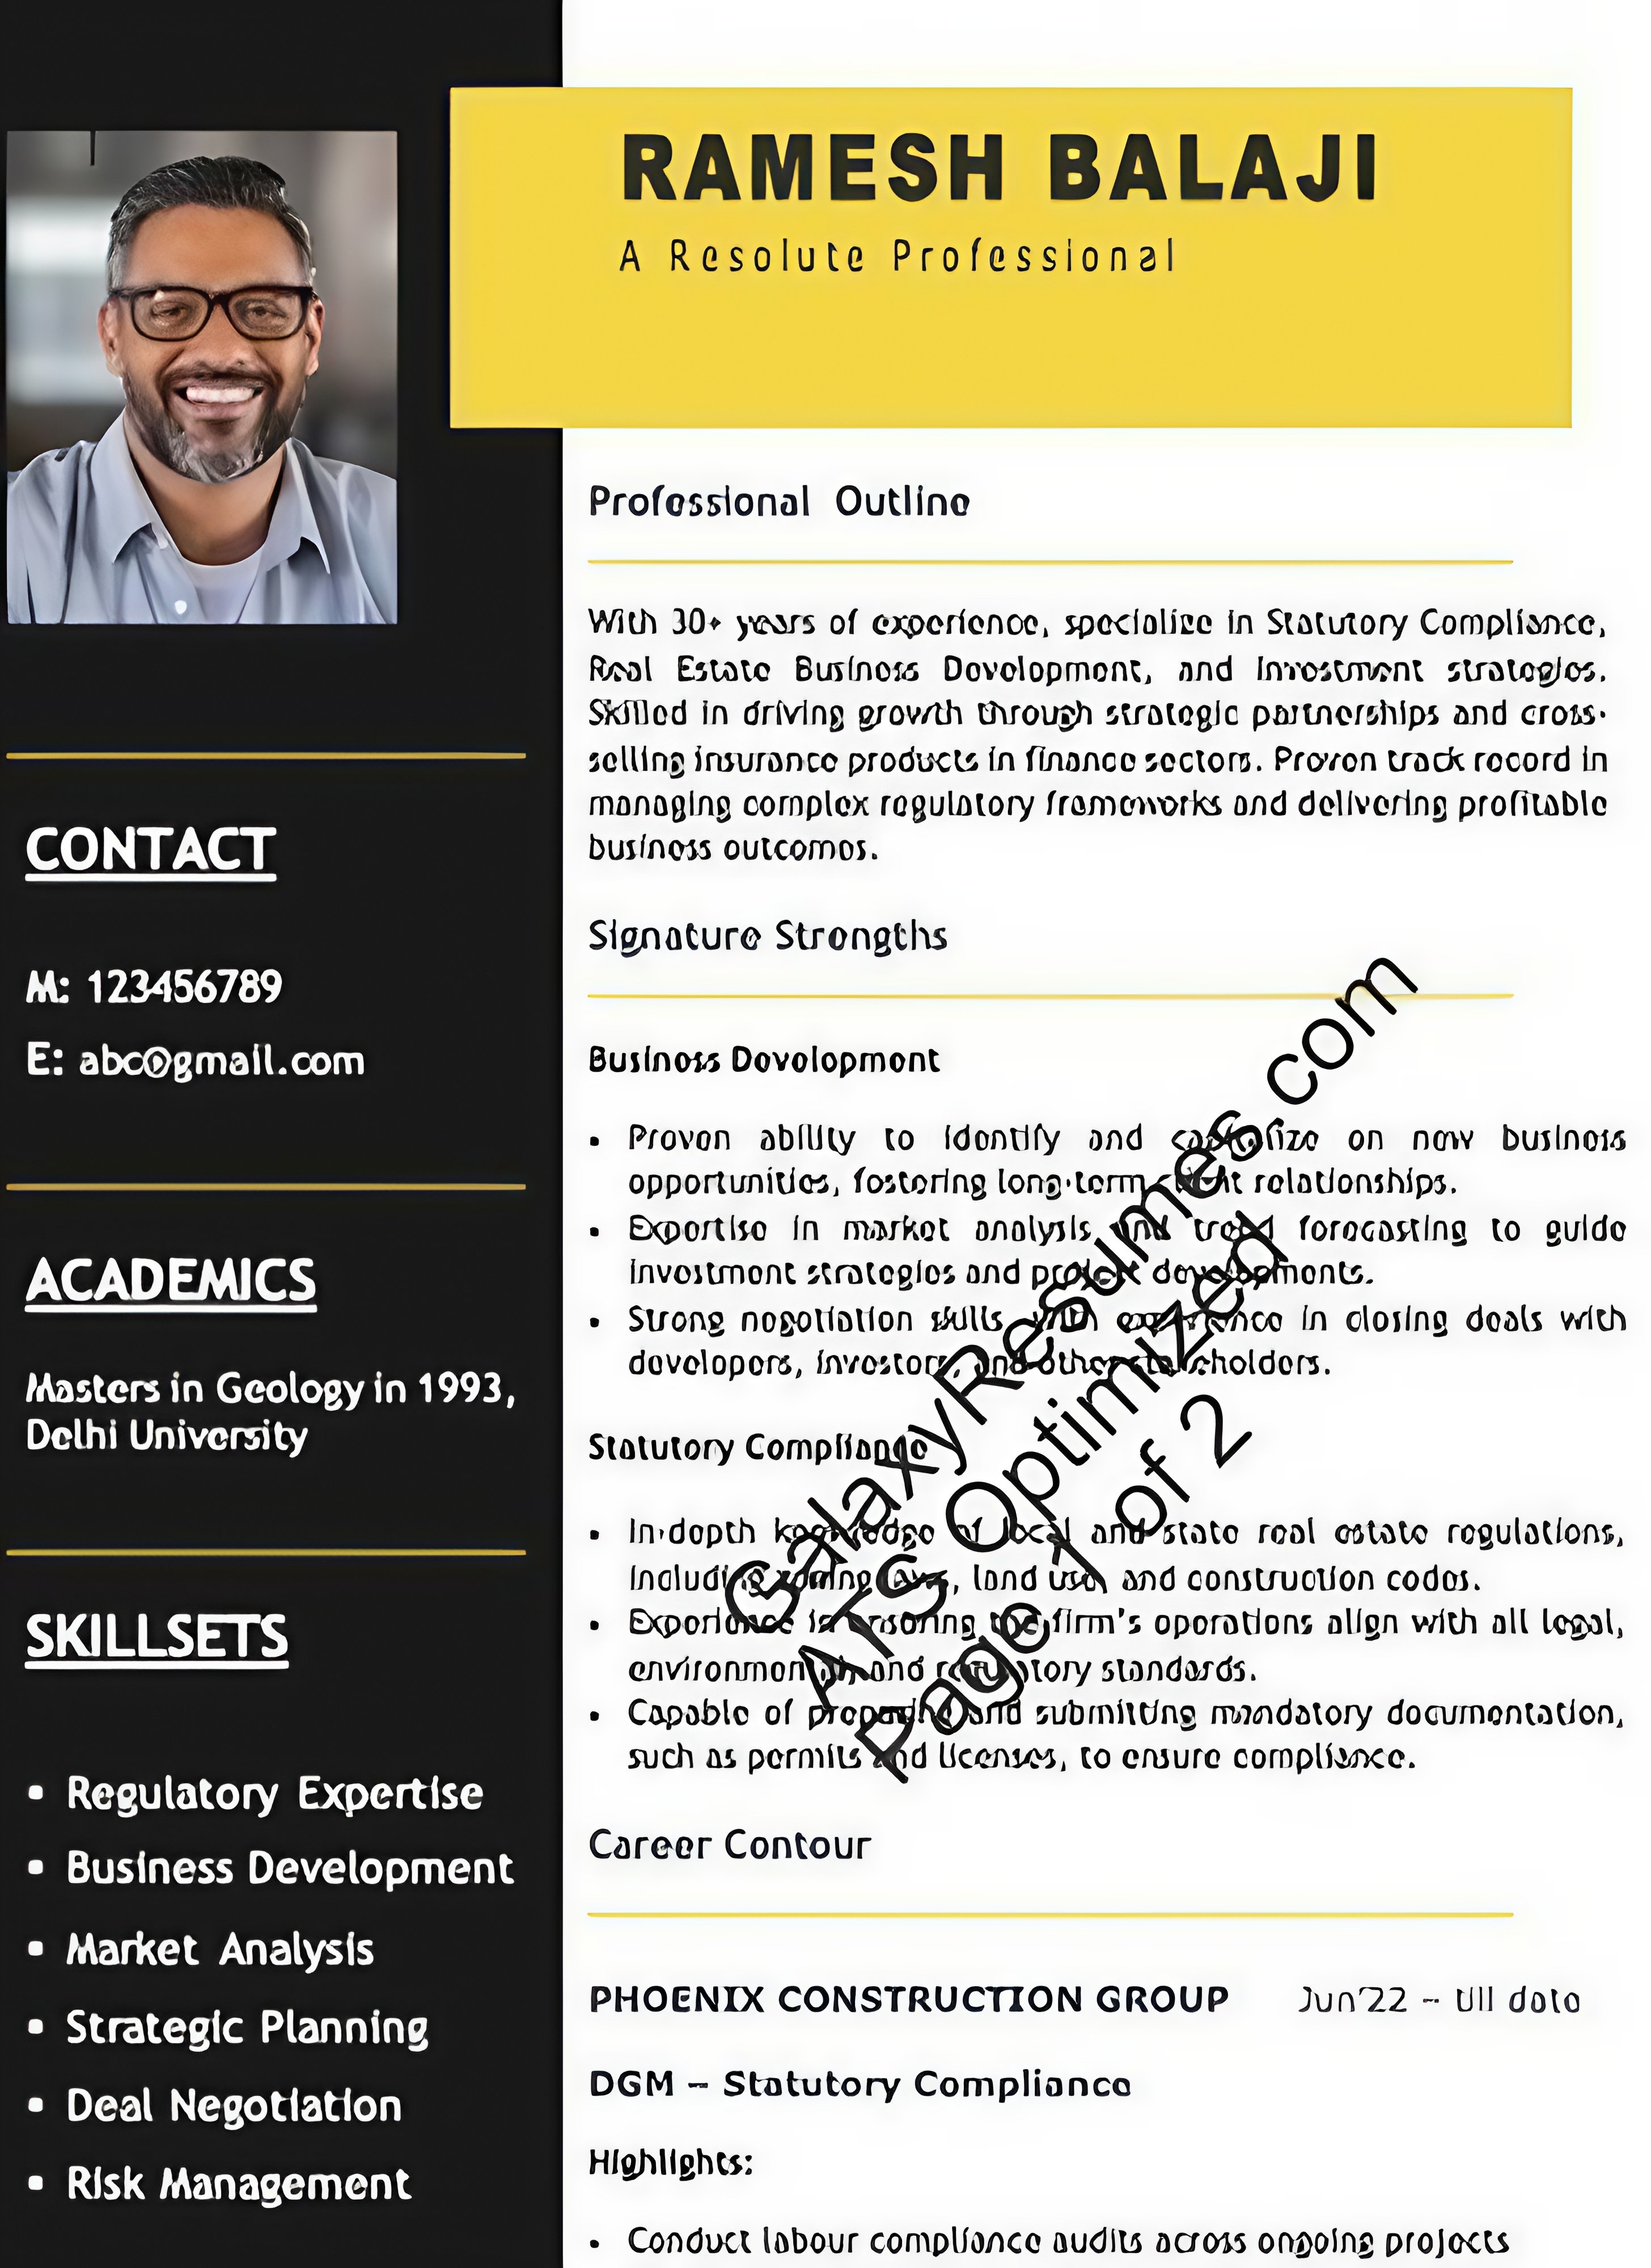 RAMESH BALAJI
A Resolute Professional
CONTACT
M: 123456789
E: abc@gmail.com
ACADEMICS
Masters in Geology in 1993,
Delhi University
SKILLSETS
• Regulatory Expertise
• Business Development
• Market Analysis
• Strategic Planning
• Deal Negotiation
• Risk Management
Professional Outline
With 30+ years of experience, specialize in Statutory Compliance,
Real Estate Business Development, and Investment strategies.
Skilled in driving growth through strategic partnerships and cross-
selling insurance products in finance sectors. Proven track record in
managing complex regulatory frameworks and delivering profitable
business outcomes.
Signature Strengths
Business Development
• Proven ability to identify and capitalize on new business
opportunities, fostering long-term client relationships.
• Expertise in market analysis and trend forecasting to guide
investment strategies and project developments.
• Strong negotiation skills with experience in closing deals with
developers, investors, and other stakeholders.
Statutory Compliance
• In-depth knowledge of local and state real estate regulations,
including zoning laws, land use, and construction codes.
• Experience in ensuring the firm's operations align with all legal,
environmental, and regulatory standards.
• Capable of preparing and submitting mandatory documentation,
such as permits and licenses, to ensure compliance.
Career Contour
PHOENIX CONSTRUCTION GROUP Jun'22 – till date
DGM – Statutory Compliance
Highlights:
• Conduct labour compliance audits across ongoing projects
GalaxyResumes.com
ATS Optimized
Page 1 of 2